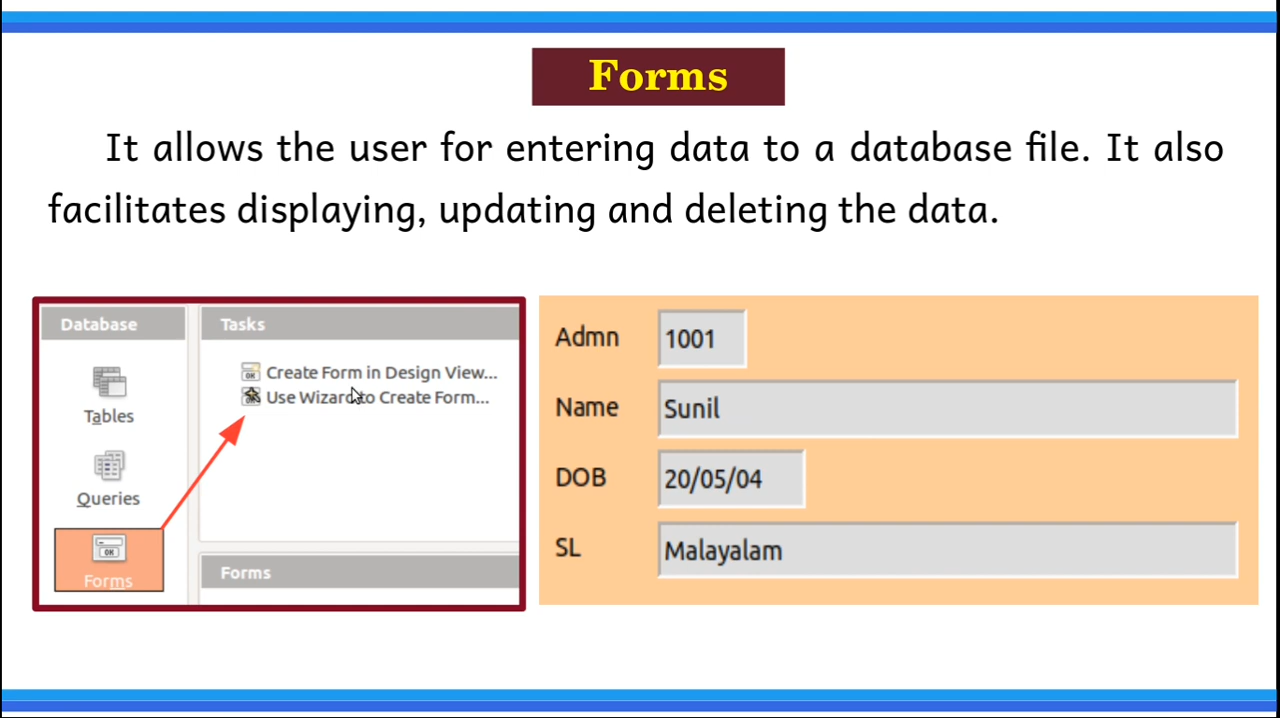 Forms
It allows the user for entering data to a database file. It also
facilitates displaying, updating and deleting the data.
Database
Tables
Queries
Forms
Tasks
Create Form in Design View...
Use Wizard to Create Form...
Forms
Admn 1001
Name Sunil
DOB 20/05/04
SL Malayalam